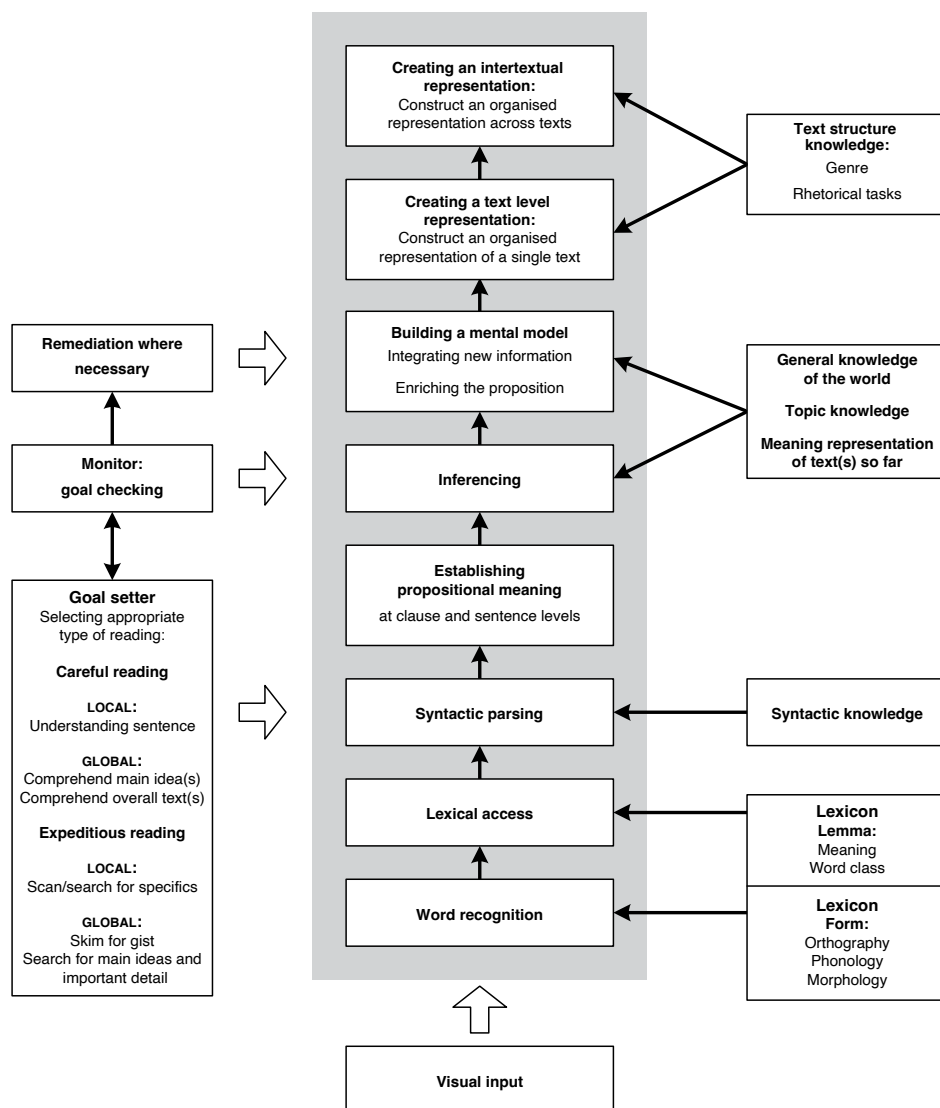 Remediation where
necessary
Monitor:
goal checking
Goal setter
Selecting appropriate
type of reading:
Careful reading
LOCAL:
Understanding sentence
GLOBAL:
Comprehend main idea(s)
Comprehend overall text(s)
Expeditious reading
LOCAL:
Scan/search for specifics
GLOBAL:
Skim for gist
Search for main ideas and
important detail
Creating an intertextual
representation:
Construct an organised
representation across texts
Creating a text level
representation:
Construct an organised
representation of a single text
Building a mental model
Integrating new information
Enriching the proposition
Inferencing
Establishing
propositional meaning
at clause and sentence levels
Syntactic parsing
Lexical access
Word recognition
Visual input
Text structure
knowledge:
Genre
Rhetorical tasks
General knowledge
of the world
Topic knowledge
Meaning representation
of text(s) so far
Syntactic knowledge
Lexicon
Lemma:
Meaning
Word class
Lexicon
Form:
Orthography
Phonology
Morphology